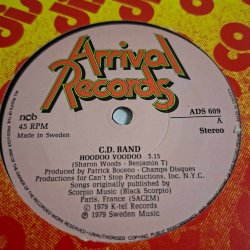 Arrival
Records
ncb
45 RPM
Made in Sweden
ADS 609
A
Stereo
G.D. BAND
HOODOO VOODOO 3.15
(Sharon Woods - Benjamin T)
Produced by Patrick Boceno - Champs Disques
Productions for Can't Stop Productions, Inc. N.Y.C.
Songs originally published by
Scorpio Music (Black Scorpio)
Paris, France (SACEM)
℗ 1979 K-tel Records
© 1979 Sweden Music